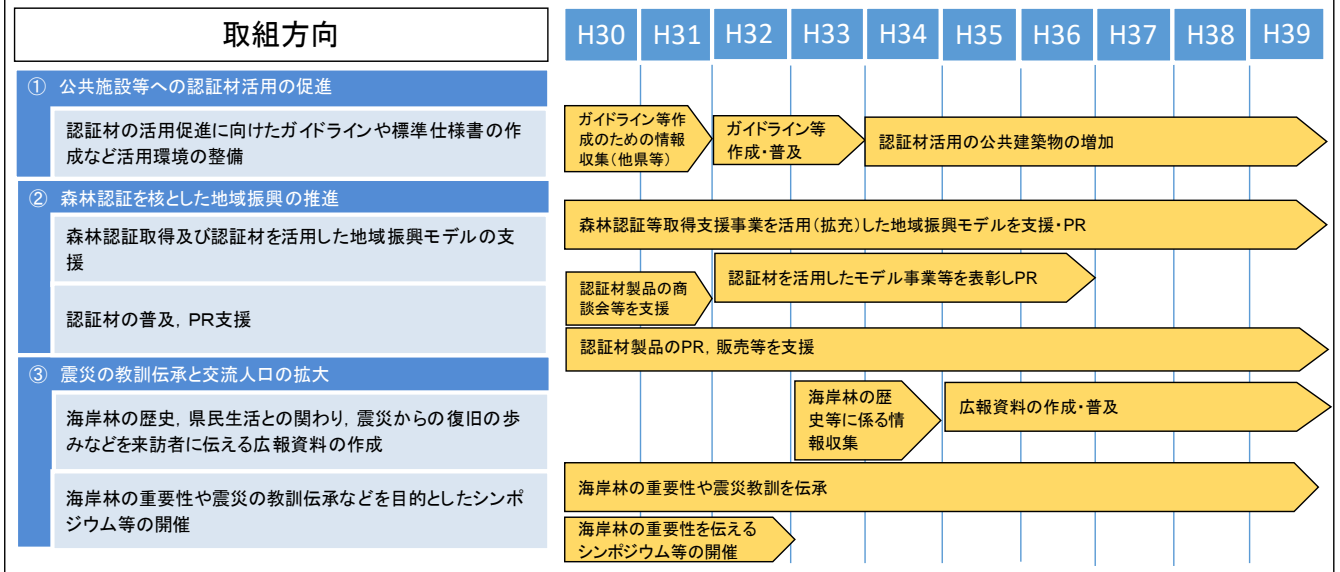 取組方向
H30 H31 H32 H33 H34 H35 H36 H37 H38 H39
① 公共施設等への認証材活用の促進
認証材の活用促進に向けたガイドラインや標準仕様書の作
成など活用環境の整備
ガイドライン等作
成のための情報
収集(他県等)
ガイドライン等
作成・普及
認証材活用の公共建築物の増加
② 森林認証を核とした地域振興の推進
森林認証取得及び認証材を活用した地域振興モデルの支
援
森林認証等取得支援事業を活用(拡充)した地域振興モデルを支援・PR
認証材の普及，PR支援
認証材製品の商
談会等を支援
認証材を活用したモデル事業等を表彰しPR
認証材製品のPR，販売等を支援
③ 震災の教訓伝承と交流人口の拡大
海岸林の歴史，県民生活との関わり，震災からの復旧の歩
みなどを来訪者に伝える広報資料の作成
海岸林の歴
史等に係る情
報収集
広報資料の作成・普及
海岸林の重要性や震災の教訓伝承などを目的としたシンポ
ジウム等の開催
海岸林の重要性や震災教訓を伝承
海岸林の重要性を伝える
シンポジウム等の開催